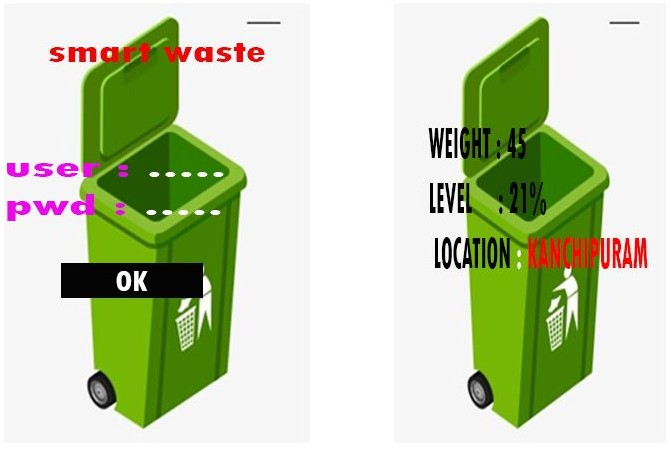 smart waste
user : .....
pwd : .....
OK
WEIGHT : 45
LEVEL : 21%
LOCATION : KANCHIPURAM